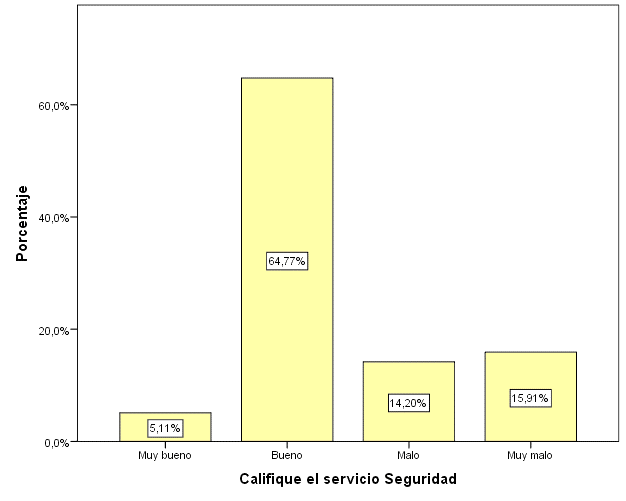 Porcentaje
60,0%
40,0%
20,0%
0,0%
5,11%
64,77%
14,20%
15,91%
Muy bueno
Bueno
Malo
Muy malo
Califique el servicio Seguridad